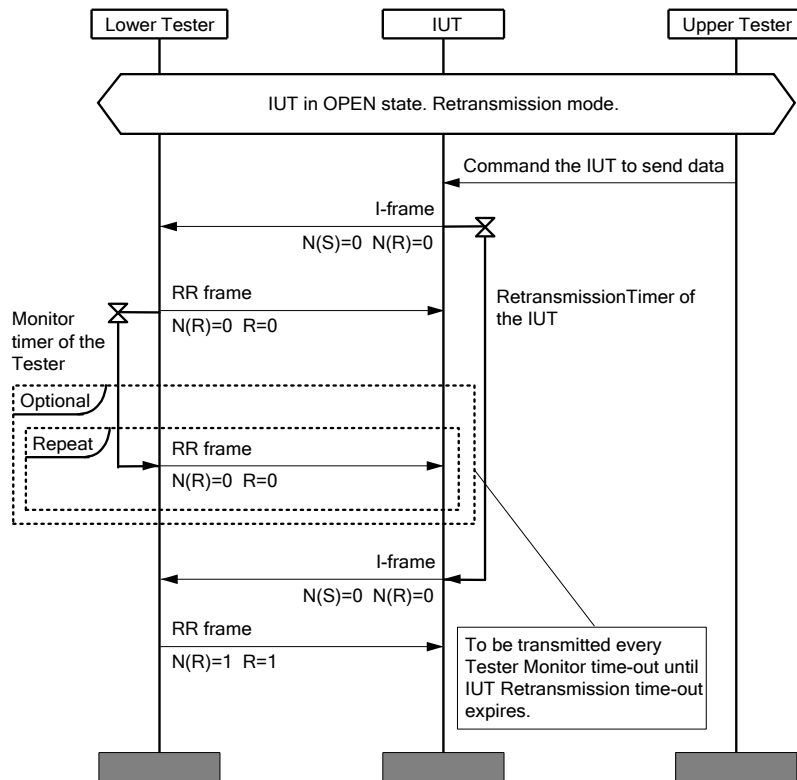 Lower Tester
IUT
Upper Tester
IUT in OPEN state. Retransmission mode.
Command the IUT to send data
I-frame
N(S)=0 N(R)=0
RetransmissionTimer of
the IUT
RR frame
N(R)=0 R=0
Monitor
timer of the
Tester
Optional
Repeat
RR frame
N(R)=0 R=0
I-frame
N(S)=0 N(R)=0
RR frame
N(R)=1 R=1
To be transmitted every
Tester Monitor time-out until
IUT Retransmission time-out
expires.